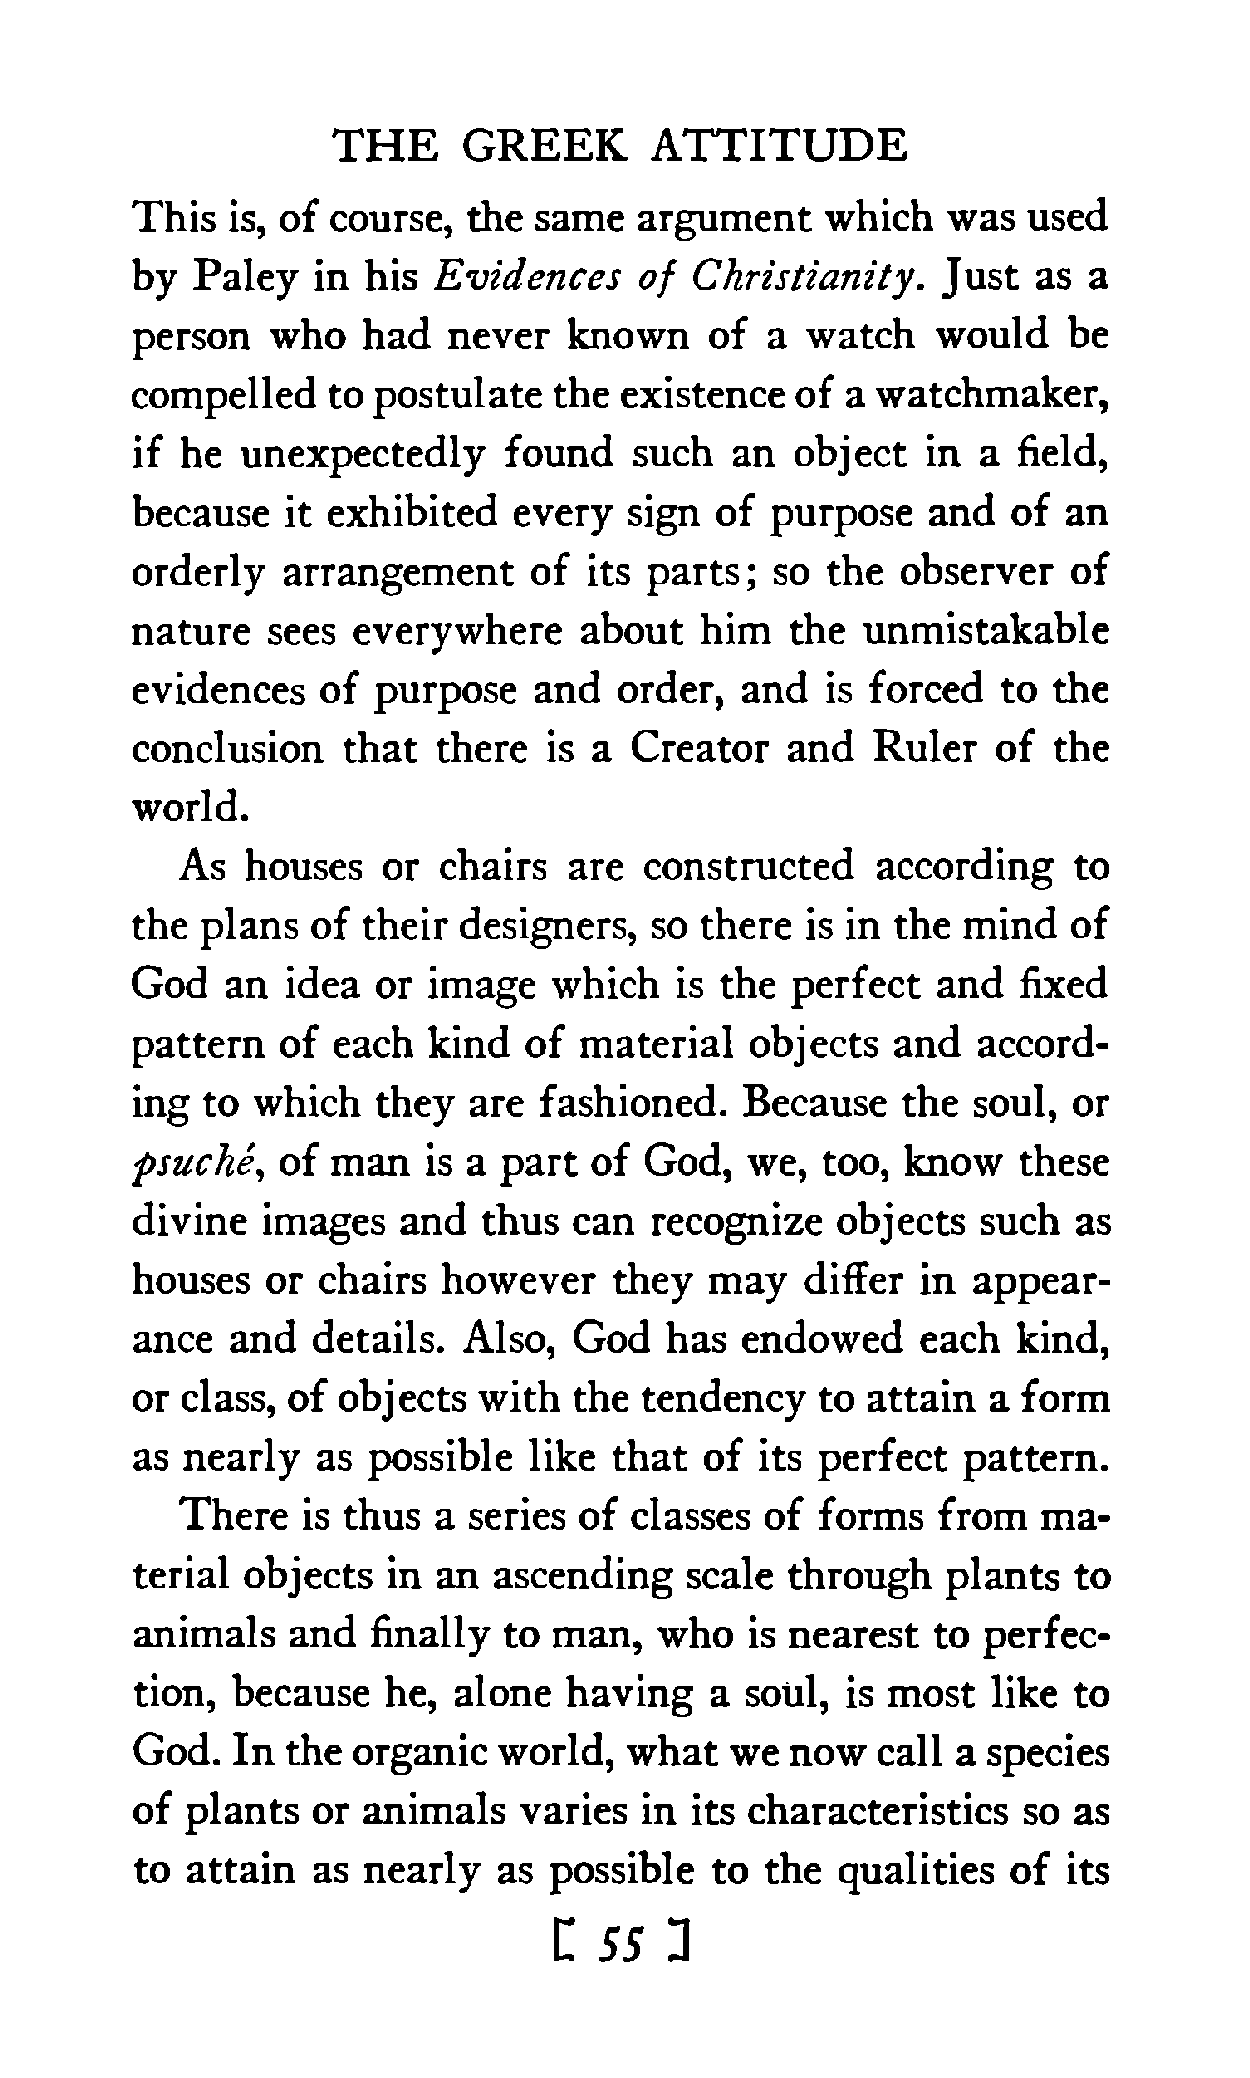 THE GREEK ATTITUDE
This is, of course, the same argument which was used
by Paley in his Evidences of Christianity. Just as a
person who had never known of a watch would be
compelled to postulate the existence of a watchmaker,
if he unexpectedly found such an object in a field,
because it exhibited every sign of purpose and of an
orderly arrangement of its parts; so the observer of
nature sees everywhere about him the unmistakable
evidences of purpose and order, and is forced to the
conclusion that there is a Creator and Ruler of the
world.
As houses or chairs are constructed according to
the plans of their designers, so there is in the mind of
God an idea or image which is the perfect and fixed
pattern of each kind of material objects and accord-
ing to which they are fashioned. Because the soul, or
psuché, of man is a part of God, we, too, know these
divine images and thus can recognize objects such as
houses or chairs however they may differ in appear-
ance and details. Also, God has endowed each kind,
or class, of objects with the tendency to attain a form
as nearly as possible like that of its perfect pattern.
There is thus a series of classes of forms from ma-
terial objects in an ascending scale through plants to
animals and finally to man, who is nearest to perfec-
tion, because he, alone having a soul, is most like to
God. In the organic world, what we now call a species
of plants or animals varies in its characteristics so as
to attain as nearly as possible to the qualities of its
[ 55 ]